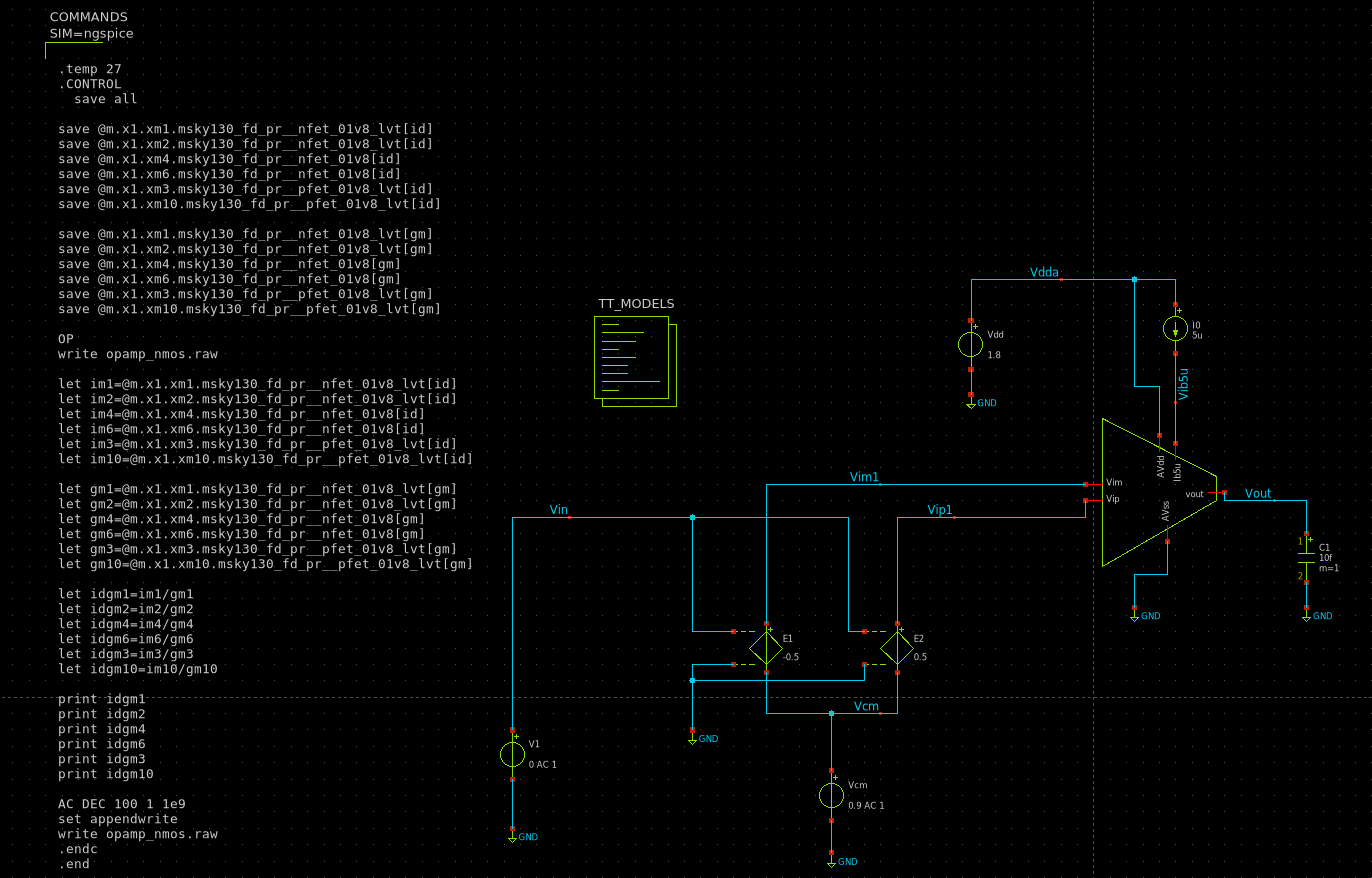 COMMANDS
SIM=ngspice
.temp 27
.CONTROL
save all
save @m.x1.xm1.msky130_fd_pr__nfet_01v8_lvt[id]
save @m.x1.xm2.msky130_fd_pr__nfet_01v8_lvt[id]
save @m.x1.xm4.msky130_fd_pr__nfet_01v8[id]
save @m.x1.xm6.msky130_fd_pr__nfet_01v8[id]
save @m.x1.xm3.msky130_fd_pr__pfet_01v8_lvt[id]
save @m.x1.xm10.msky130_fd_pr__pfet_01v8_lvt[id]
save @m.x1.xm1.msky130_fd_pr__nfet_01v8_lvt[gm]
save @m.x1.xm2.msky130_fd_pr__nfet_01v8_lvt[gm]
save @m.x1.xm4.msky130_fd_pr__nfet_01v8[gm]
save @m.x1.xm6.msky130_fd_pr__nfet_01v8[gm]
save @m.x1.xm3.msky130_fd_pr__pfet_01v8_lvt[gm]
save @m.x1.xm10.msky130_fd_pr__pfet_01v8_lvt[gm]
OP
write opamp_nmos.raw
let im1=@m.x1.xm1.msky130_fd_pr__nfet_01v8_lvt[id]
let im2=@m.x1.xm2.msky130_fd_pr__nfet_01v8_lvt[id]
let im4=@m.x1.xm4.msky130_fd_pr__nfet_01v8[id]
let im6=@m.x1.xm6.msky130_fd_pr__nfet_01v8[id]
let im3=@m.x1.xm3.msky130_fd_pr__pfet_01v8_lvt[id]
let im10=@m.x1.xm10.msky130_fd_pr__pfet_01v8_lvt[id]
let gm1=@m.x1.xm1.msky130_fd_pr__nfet_01v8_lvt[gm]
let gm2=@m.x1.xm2.msky130_fd_pr__nfet_01v8_lvt[gm]
let gm4=@m.x1.xm4.msky130_fd_pr__nfet_01v8[gm]
let gm6=@m.x1.xm6.msky130_fd_pr__nfet_01v8[gm]
let gm3=@m.x1.xm3.msky130_fd_pr__pfet_01v8_lvt[gm]
let gm10=@m.x1.xm10.msky130_fd_pr__pfet_01v8_lvt[gm]
let idgm1=im1/gm1
let idgm2=im2/gm2
let idgm4=im4/gm4
let idgm6=im6/gm6
let idgm3=im3/gm3
let idgm10=im10/gm10
print idgm1
print idgm2
print idgm4
print idgm6
print idgm3
print idgm10
AC DEC 100 1 1e9
set appendwrite
write opamp_nmos.raw
.endc
.end
TT_MODELS
Vdda
Vdd
1.8
GND
I0
5u
Vib5u
Vim1
Vin
Vip1
Vim
Vip
AVdd
Ib5u
AVss
vout
Vout
1
C1
10f
m=1
2
GND
GND
E1
-0.5
E2
0.5
Vcm
GND
V1
0 AC 1
GND
Vcm
0.9 AC 1
GND